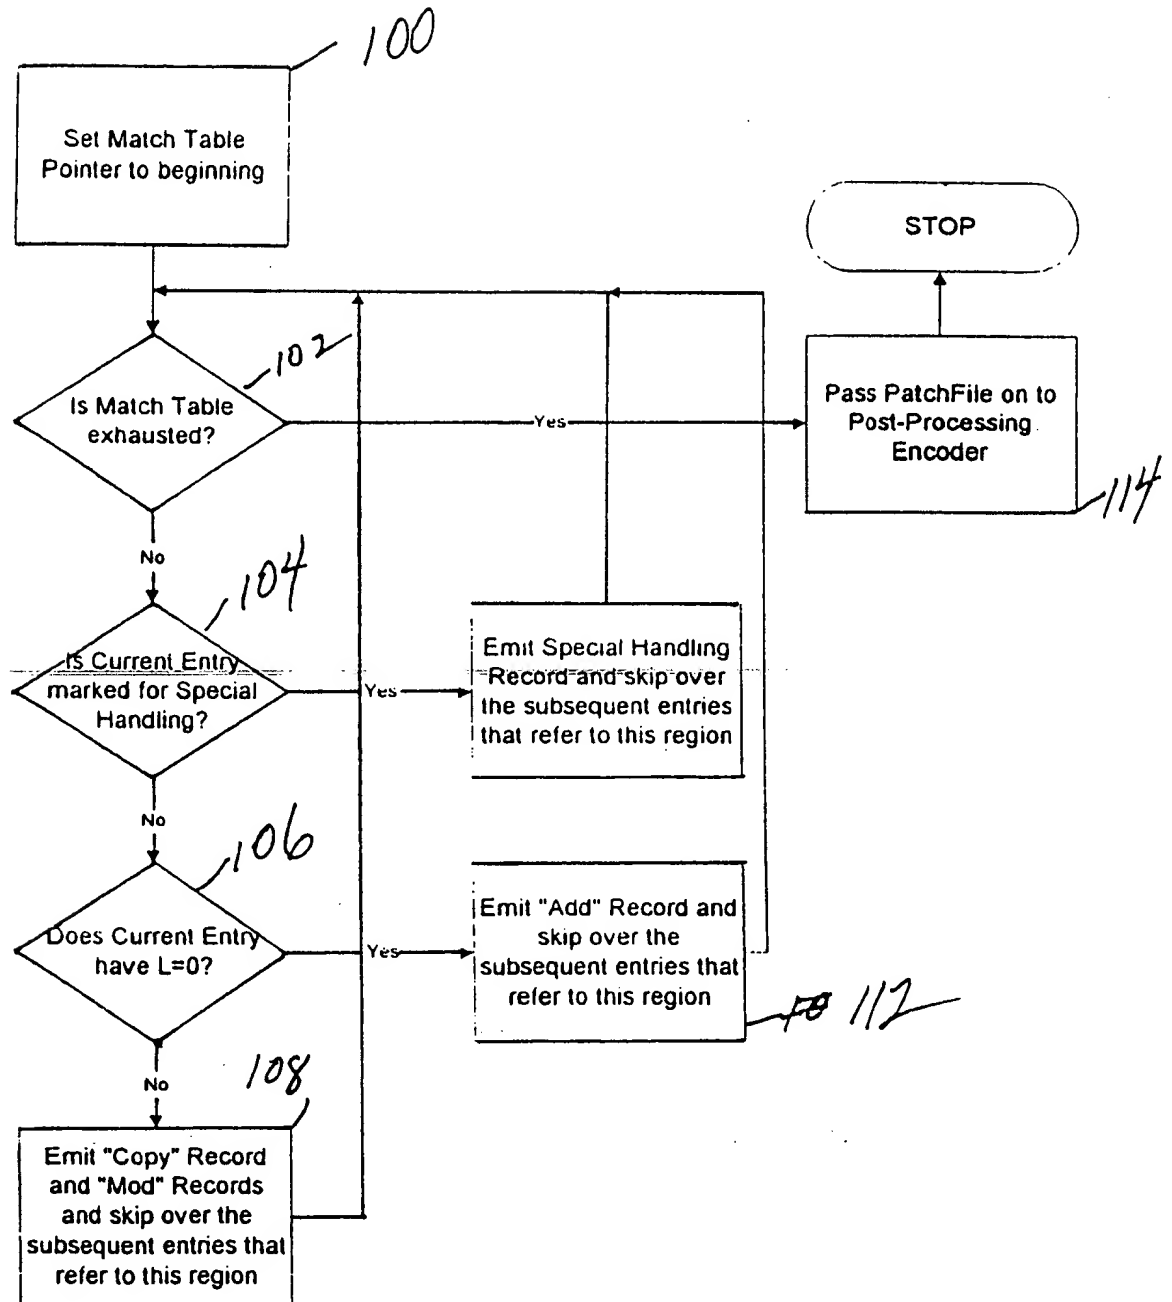 100
Set Match Table
Pointer to beginning
STOP
102
Is Match Table
exhausted?
Yes
Pass PatchFile on to
Post-Processing
Encoder
114
No
104
Is Current Entry
marked for Special
Handling?
Yes
Emit Special Handling
Record and skip over
the subsequent entries
that refer to this region
No
106
Does Current Entry
have L=0?
Yes
Emit "Add" Record and
skip over the
subsequent entries that
refer to this region
112
No
108
Emit "Copy" Record
and "Mod" Records
and skip over the
subsequent entries that
refer to this region